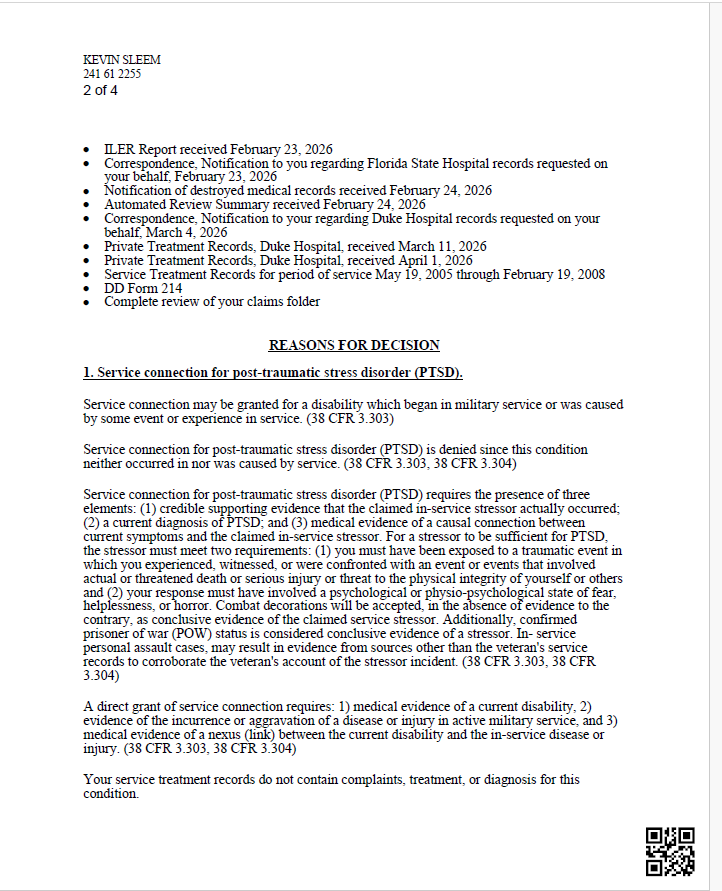 KEVIN SLEEM
241 61 2255
2 of 4
• ILER Report received February 23, 2026
• Correspondence, Notification to you regarding Florida State Hospital records requested on
your behalf, February 23, 2026
• Notification of destroyed medical records received February 24, 2026
• Automated Review Summary received February 24, 2026
• Correspondence, Notification to your regarding Duke Hospital records requested on your
behalf, March 4, 2026
• Private Treatment Records, Duke Hospital, received March 11, 2026
• Private Treatment Records, Duke Hospital, received April 1, 2026
• Service Treatment Records for period of service May 19, 2005 through February 19, 2008
• DD Form 214
• Complete review of your claims folder
REASONS FOR DECISION
1. Service connection for post-traumatic stress disorder (PTSD).
Service connection may be granted for a disability which began in military service or was caused
by some event or experience in service. (38 CFR 3.303)
Service connection for post-traumatic stress disorder (PTSD) is denied since this condition
neither occurred in nor was caused by service. (38 CFR 3.303, 38 CFR 3.304)
Service connection for post-traumatic stress disorder (PTSD) requires the presence of three
elements: (1) credible supporting evidence that the claimed in-service stressor actually occurred;
(2) a current diagnosis of PTSD; and (3) medical evidence of a causal connection between
current symptoms and the claimed in-service stressor. For a stressor to be sufficient for PTSD,
the stressor must meet two requirements: (1) you must have been exposed to a traumatic event in
which you experienced, witnessed, or were confronted with an event or events that involved
actual or threatened death or serious injury or threat to the physical integrity of yourself or others
and (2) your response must have involved a psychological or physio-psychological state of fear,
helplessness, or horror. Combat decorations will be accepted, in the absence of evidence to the
contrary, as conclusive evidence of the claimed service stressor. Additionally, confirmed
prisoner of war (POW) status is considered conclusive evidence of a stressor. In- service
personal assault cases, may result in evidence from sources other than the veteran's service
records to corroborate the veteran's account of the stressor incident. (38 CFR 3.303, 38 CFR
3.304)
A direct grant of service connection requires: 1) medical evidence of a current disability, 2)
evidence of the incurrence or aggravation of a disease or injury in active military service, and 3)
medical evidence of a nexus (link) between the current disability and the in-service disease or
injury. (38 CFR 3.303, 38 CFR 3.304)
Your service treatment records do not contain complaints, treatment, or diagnosis for this
condition.